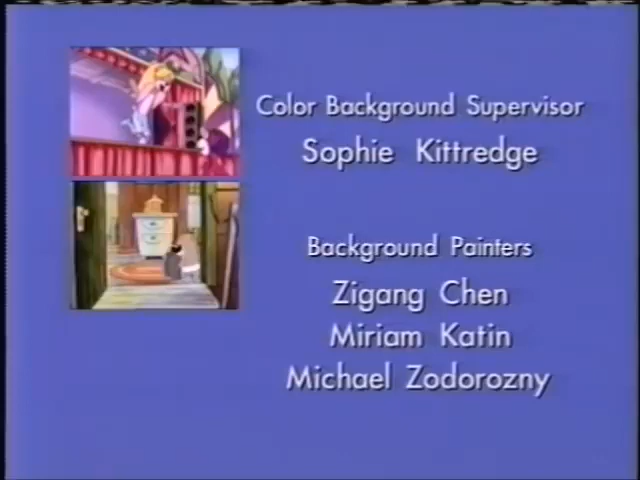 Color Background Supervisor
Sophie Kittredge
Background Painters
Zigang Chen
Miriam Katin
Michael Zodorozny